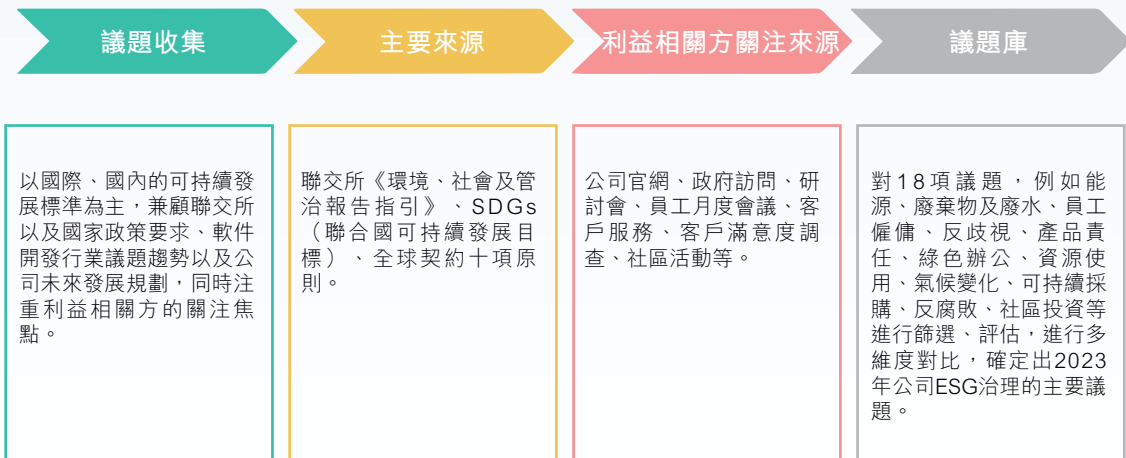 議題收集
主要來源
利益相關方關注來源
議題庫
以國際、國內的可持續發
展標準為主，兼顧聯交所
以及國家政策要求、軟件
開發行業議題趨勢以及公
司未來發展規劃，同時注
重利益相關方的關注焦
點。
聯交所《環境、社會及管
治報告指引》、SDGs
（聯合國可持續發展目
標）、全球契約十項原
則。
公司官網、政府訪問、研
討會、員工月度會議、客
戶服務、客戶滿意度調
查、社區活動等。
對18項議題，例如能
源、廢棄物及廢水、員工
僱傭、反歧視、產品責
任、綠色辦公、資源使
用、氣候變化、可持續採
購、反腐敗、社區投資等
進行篩選、評估，進行多
維度對比，確定出2023
年公司ESG治理的主要議
題。